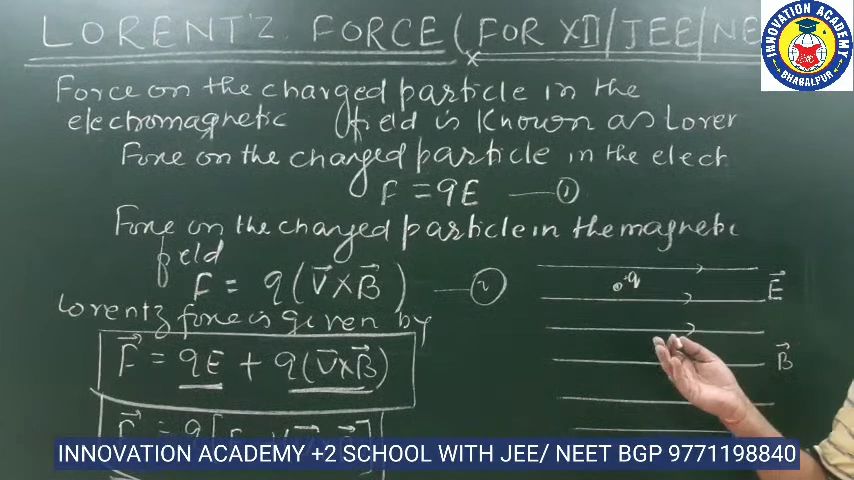 LORENT'Z FORCE (FOR XII/JEE/NE
INNOVATION ACADEMY
BHAGALPUR
Force on the charged particle in the
electromagnetic field is known as Lorer
Force on the charged particle in the elect
F = qE — ①
Force on the charged particle in the magnetic
field
F = q(V⃗×B⃗) — ②
Lorentz force is given by
F⃗ = qE + q(V⃗×B⃗)
q
E⃗
B⃗
INNOVATION ACADEMY +2 SCHOOL WITH JEE/ NEET BGP 9771198840